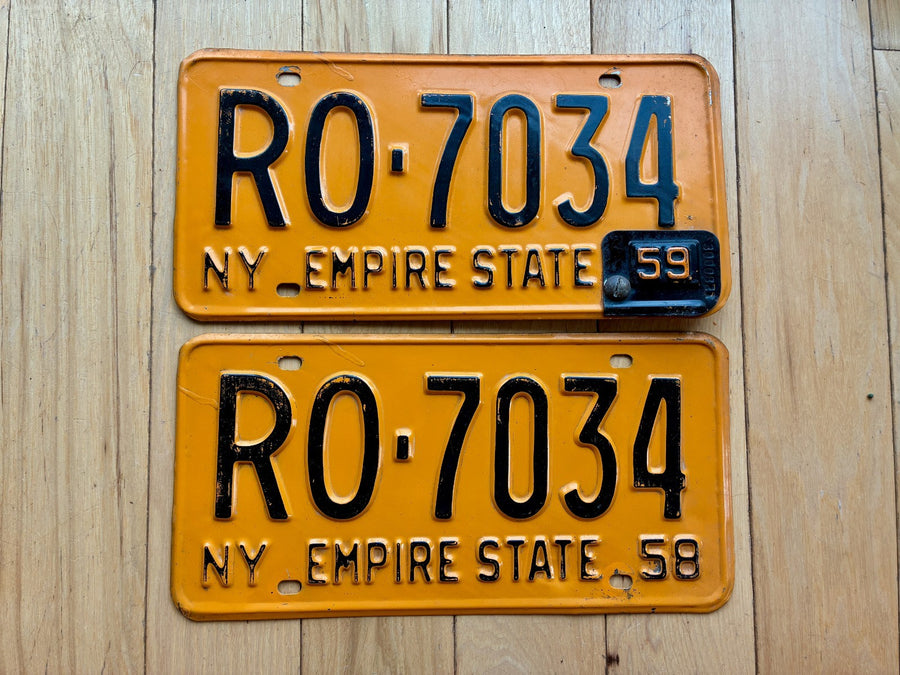 RO·7034
NY EMPIRE STATE 59
RO·7034
NY EMPIRE STATE 58